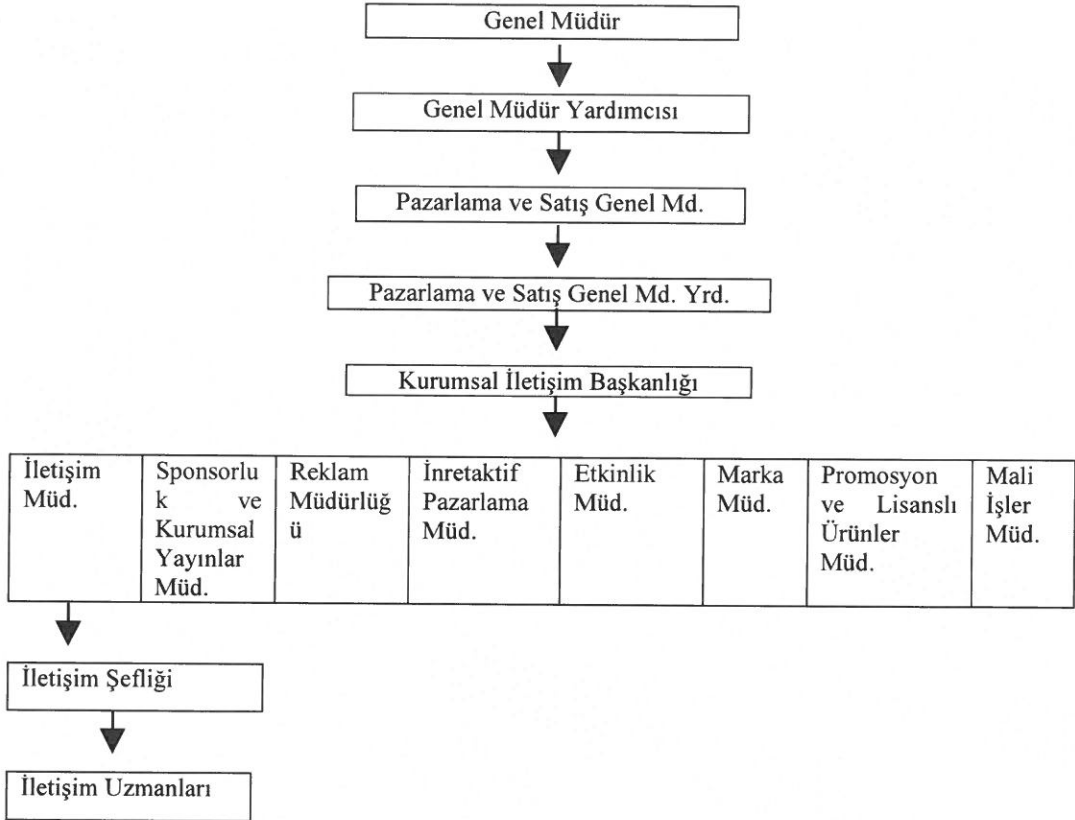 Genel Müdür
Genel Müdür Yardımcısı
Pazarlama ve Satış Genel Md.
Pazarlama ve Satış Genel Md. Yrd.
Kurumsal İletişim Başkanlığı
İletişim
Müd.
Sponsorlu
k ve
Kurumsal
Yayınlar
Müd.
Reklam
Müdürlüğ
ü
İnretaktif
Pazarlama
Müd.
Etkinlik
Müd.
Marka
Müd.
Promosyon
ve Lisanslı
Ürünler
Müd.
Mali
İşler
Müd.
İletişim Şefliği
İletişim Uzmanları